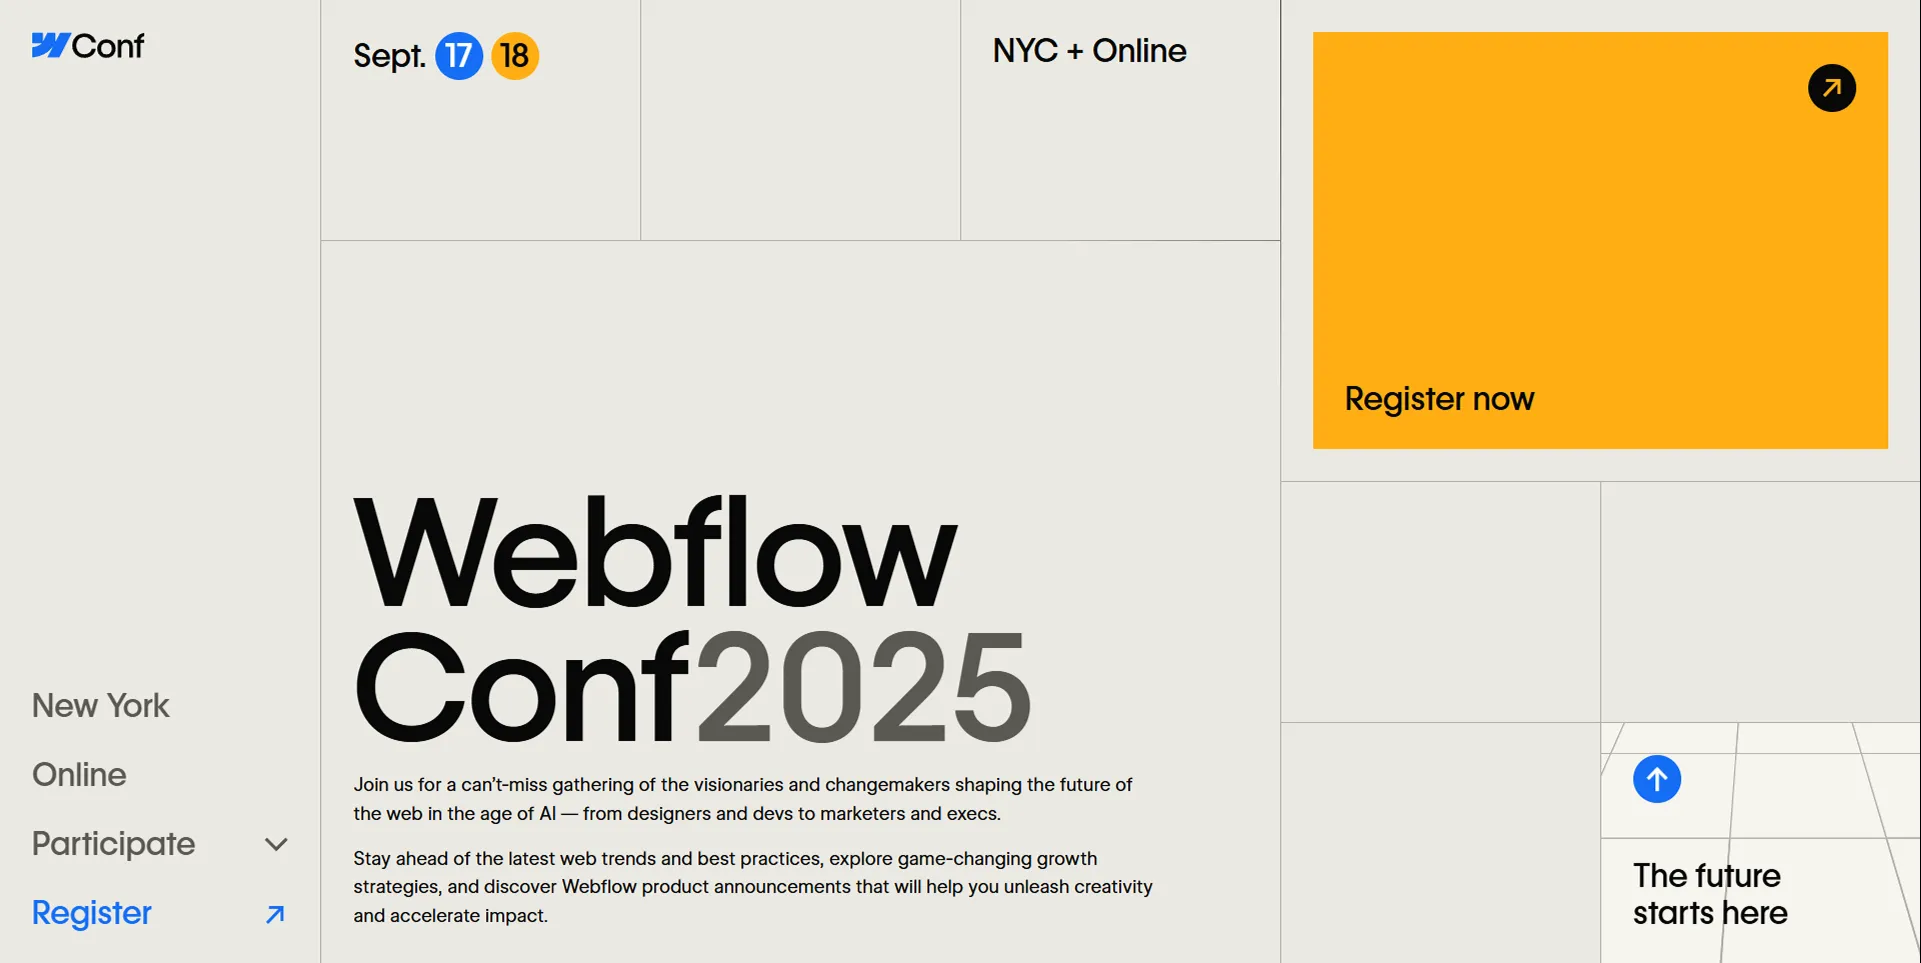 Conf
Sept. 17 18
NYC + Online
Register now
Webflow
Conf2025
Join us for a can’t-miss gathering of the visionaries and changemakers shaping the future of
the web in the age of AI — from designers and devs to marketers and execs.
Stay ahead of the latest web trends and best practices, explore game-changing growth
strategies, and discover Webflow product announcements that will help you unleash creativity
and accelerate impact.
New York
Online
Participate
Register
The future
starts here